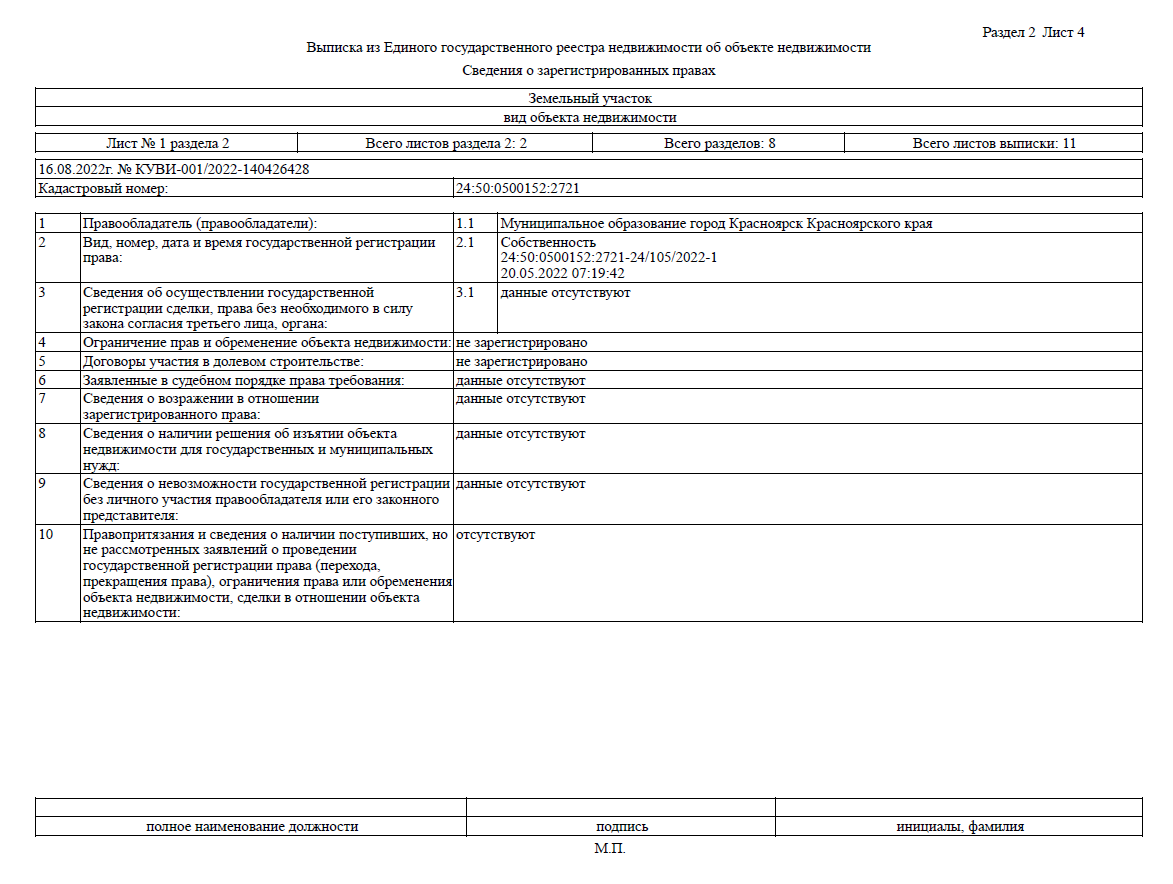 Раздел 2 Лист 4
Выписка из Единого государственного реестра недвижимости об объекте недвижимости
Сведения о зарегистрированных правах
Земельный участок
вид объекта недвижимости
Лист № 1 раздела 2 Всего листов раздела 2: 2 Всего разделов: 8 Всего листов выписки: 11
16.08.2022г. № КУВИ-001/2022-140426428
Кадастровый номер: 24:50:0500152:2721
1 Правообладатель (правообладатели): 1.1 Муниципальное образование город Красноярск Красноярского края
2 Вид, номер, дата и время государственной регистрации 2.1 Собственность
права: 24:50:0500152:2721-24/105/2022-1
20.05.2022 07:19:42
3 Сведения об осуществлении государственной 3.1 данные отсутствуют
регистрации сделки, права без необходимого в силу
закона согласия третьего лица, органа:
4 Ограничение прав и обременение объекта недвижимости: не зарегистрировано
5 Договоры участия в долевом строительстве: не зарегистрировано
6 Заявленные в судебном порядке права требования: данные отсутствуют
7 Сведения о возражении в отношении данные отсутствуют
зарегистрированного права:
8 Сведения о наличии решения об изъятии объекта данные отсутствуют
недвижимости для государственных и муниципальных
нужд:
9 Сведения о невозможности государственной регистрации данные отсутствуют
без личного участия правообладателя или его законного
представителя:
10 Правопритязания и сведения о наличии поступивших, но отсутствуют
не рассмотренных заявлений о проведении
государственной регистрации права (перехода,
прекращения права), ограничения права или обременения
объекта недвижимости, сделки в отношении объекта
недвижимости:
полное наименование должности подпись инициалы, фамилия
М.П.